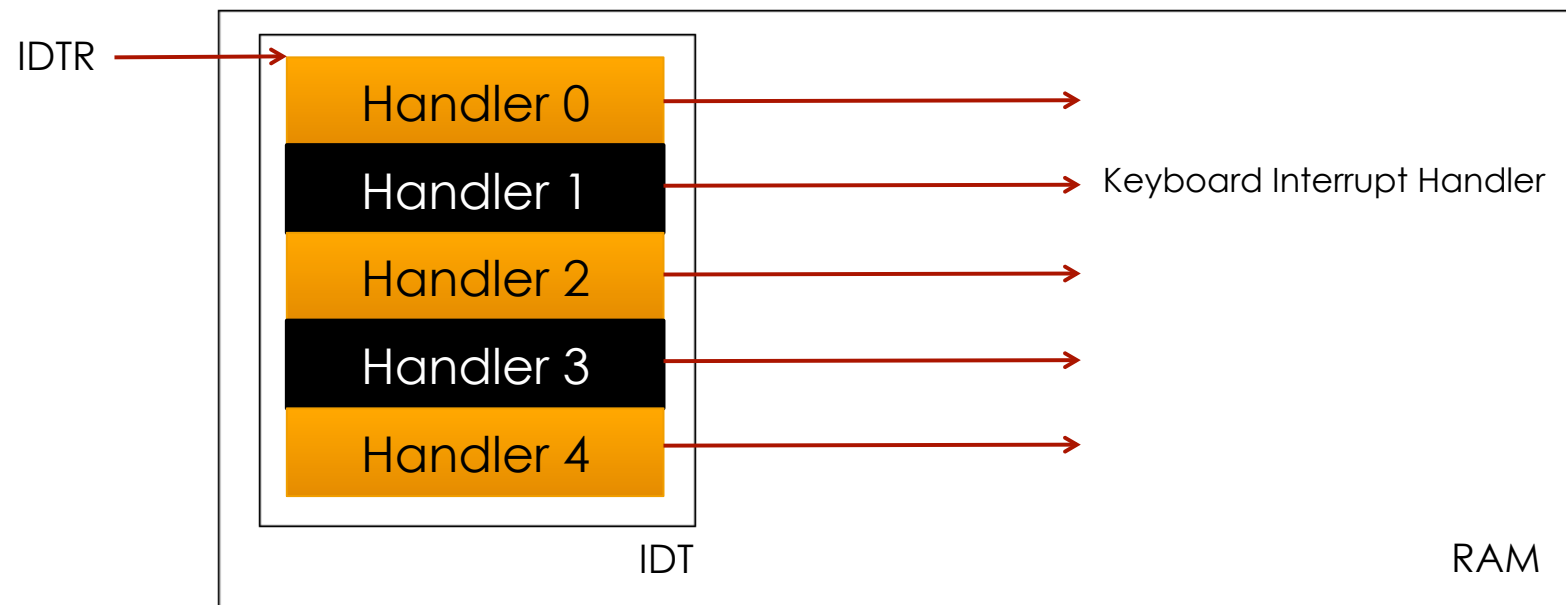 IDTR
Handler 0
Handler 1
Keyboard Interrupt Handler
Handler 2
Handler 3
Handler 4
IDT
RAM